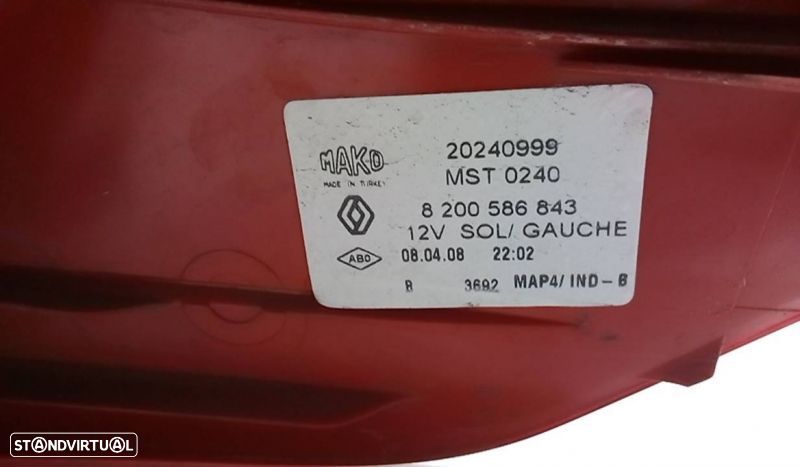 MAKO
MADE IN TURKEY
20240999
MST 0240
8 200 586 843
12V SOL/ GAUCHE
ABO 08.04.08 22:02
8 3692 MAP4/ IND-B
STANDVIRTUAL